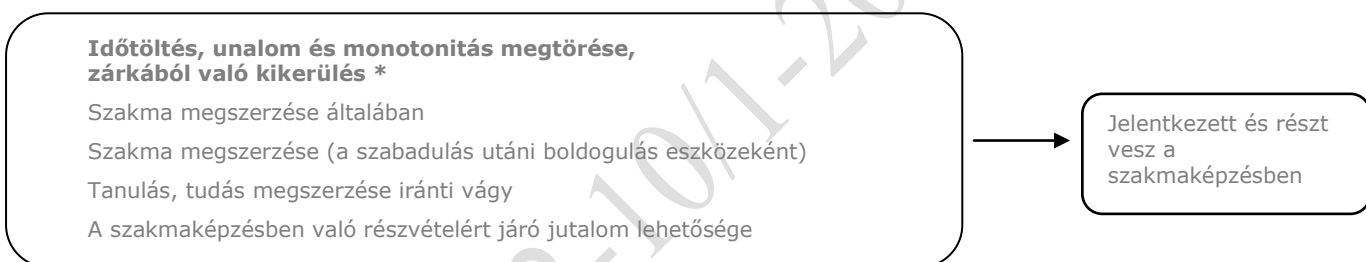 Időtöltés, unalom és monotonitás megtörése,
zárkából való kikerülés *
Szakma megszerzése általában
Szakma megszerzése (a szabadulás utáni boldogulás eszközeként)
Tanulás, tudás megszerzése iránti vágy
A szakmaképzésben való részvételért járó jutalom lehetősége
Jelentkezett és részt
vesz a
szakmaképzésben